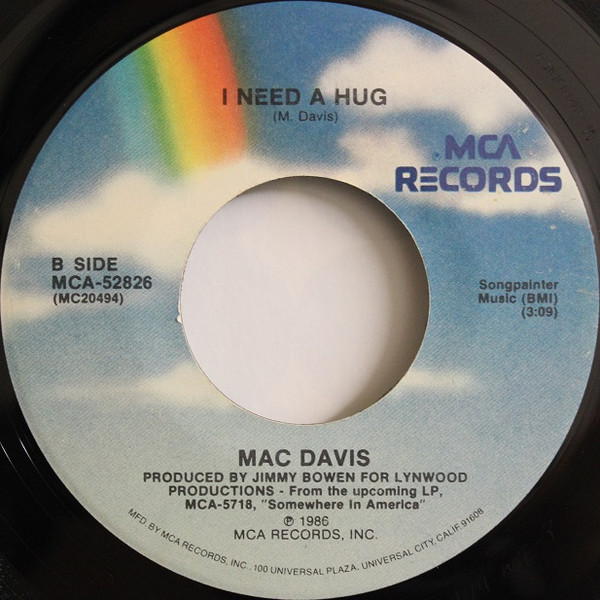 I NEED A HUG
(M. Davis)
MCA
RECORDS
B SIDE
MCA-52826
(MC20494)
Songpainter
Music (BMI)
(3:09)
MAC DAVIS
PRODUCED BY JIMMY BOWEN FOR LYNWOOD
PRODUCTIONS - From the upcoming LP,
MCA-5718, "Somewhere In America"
℗ 1986
MCA RECORDS, INC.
MFD. BY MCA RECORDS, INC., 100 UNIVERSAL PLAZA, UNIVERSAL CITY, CALIF. 91608